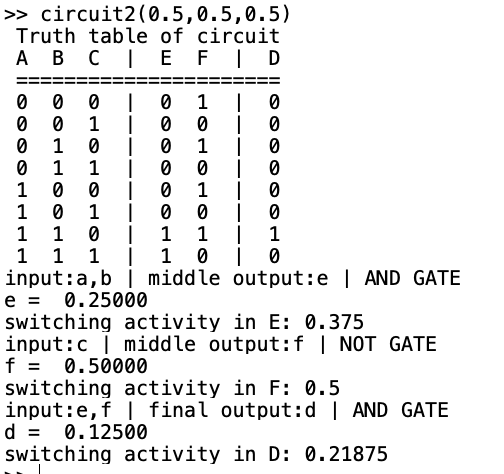 >> circuit2(0.5,0.5,0.5)
Truth table of circuit
A B C | E F | D
======================
0 0 0 | 0 1 | 0
0 0 1 | 0 0 | 0
0 1 0 | 0 1 | 0
0 1 1 | 0 0 | 0
1 0 0 | 0 1 | 0
1 0 1 | 0 0 | 0
1 1 0 | 1 1 | 1
1 1 1 | 1 0 | 0
input:a,b | middle output:e | AND GATE
e = 0.25000
switching activity in E: 0.375
input:c | middle output:f | NOT GATE
f = 0.50000
switching activity in F: 0.5
input:e,f | final output:d | AND GATE
d = 0.12500
switching activity in D: 0.21875
>>